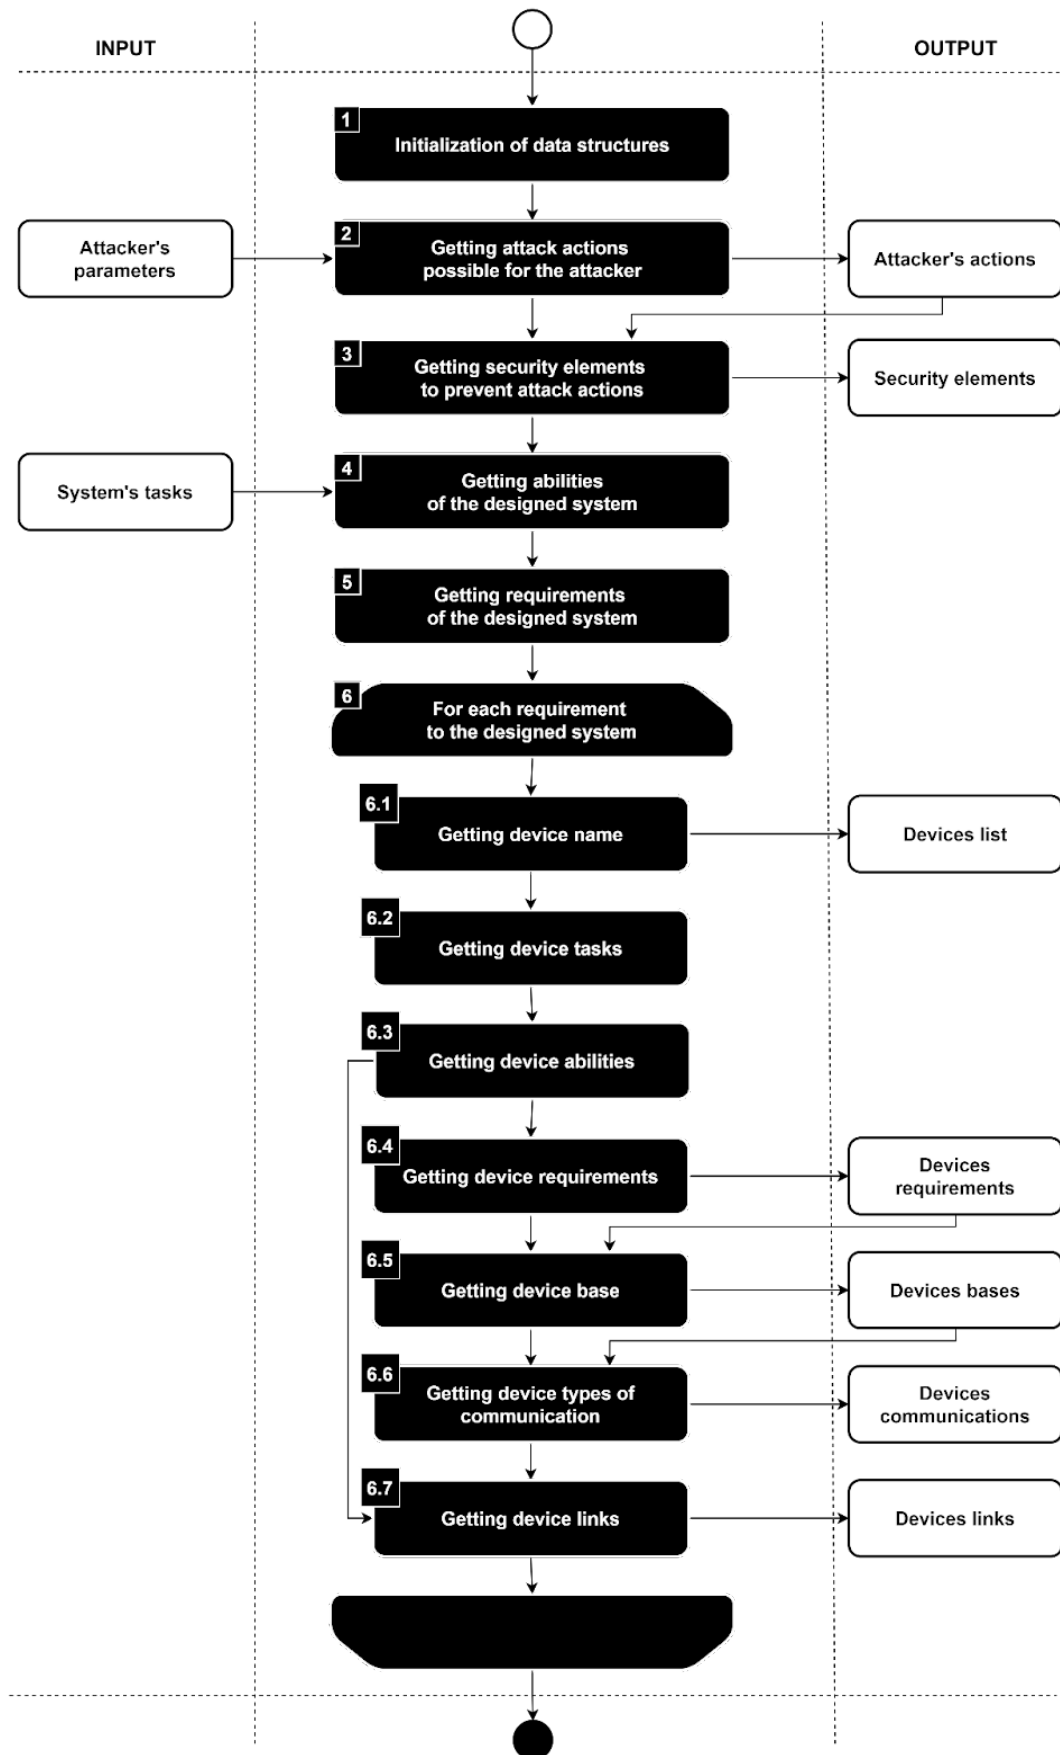 INPUT
OUTPUT
1
Initialization of data structures
Attacker's
parameters
2
Getting attack actions
possible for the attacker
Attacker's actions
3
Getting security elements
to prevent attack actions
Security elements
System's tasks
4
Getting abilities
of the designed system
5
Getting requirements
of the designed system
6
For each requirement
to the designed system
6.1
Getting device name
Devices list
6.2
Getting device tasks
6.3
Getting device abilities
6.4
Getting device requirements
Devices
requirements
6.5
Getting device base
Devices bases
6.6
Getting device types of
communication
Devices
communications
6.7
Getting device links
Devices links